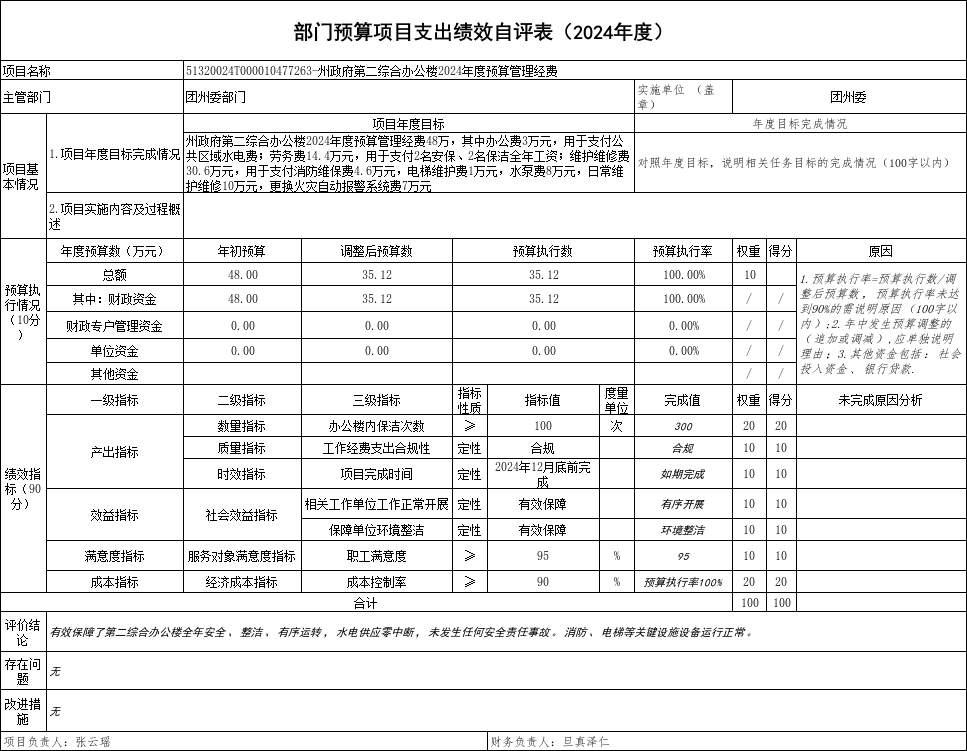 部门预算项目支出绩效自评表（2024年度）
项目名称 51320024T000010477263-州政府第二综合办公楼2024年度预算管理经费
主管部门 团州委部门 实施单位 （盖章） 团州委
项目基本情况 1.项目年度目标完成情况 项目年度目标 年度目标完成情况
州政府第二综合办公楼2024年度预算管理经费48万，其中办公费3万元，用于支付公
共区域水电费；劳务费14.4万元，用于支付2名安保、2名保洁全年工资；维护维修费
30.6万元，用于支付消防维保费4.6万元，电梯维护费1万元，水泵费8万元，日常维
护维修10万元，更换火灾自动报警系统费7万元
对照年度目标，说明相关任务目标的完成情况（100字以内）
2.项目实施内容及过程概述
预算执行情况（10分） 年度预算数（万元） 年初预算 调整后预算数 预算执行数 预算执行率 权重 得分 原因
总额 48.00 35.12 35.12 100.00% 10
其中：财政资金 48.00 35.12 35.12 100.00% / /
财政专户管理资金 0.00 0.00 0.00 0.00% / /
单位资金 0.00 0.00 0.00 0.00% / /
其他资金 / /
1.预算执行率=预算执行数/调
整后预算数，预算执行率未达
到90%的需说明原因（100字以
内）;2.年中发生预算调整的
（追加或调减）,应单独说明
理由；3.其他资金包括：社会
投入资金、银行贷款.
绩效指标（90分） 一级指标 二级指标 三级指标 指标性质 指标值 度量单位 完成值 权重 得分 未完成原因分析
产出指标 数量指标 办公楼内保洁次数 ≥ 100 次 300 20 20
质量指标 工作经费支出合规性 定性 合规 合规 10 10
时效指标 项目完成时间 定性 2024年12月底前完成 如期完成 10 10
效益指标 社会效益指标 相关工作单位工作正常开展 定性 有效保障 有序开展 10 10
保障单位环境整洁 定性 有效保障 环境整洁 10 10
满意度指标 服务对象满意度指标 职工满意度 ≥ 95 % 95 10 10
成本指标 经济成本指标 成本控制率 ≥ 90 % 预算执行率100% 20 20
合计 100 100
评价结论 有效保障了第二综合办公楼全年安全、整洁、有序运转，水电供应零中断，未发生任何安全责任事故。消防、电梯等关键设施设备运行正常。
存在问题 无
改进措施 无
项目负责人：张云瑶 财务负责人：旦真泽仁